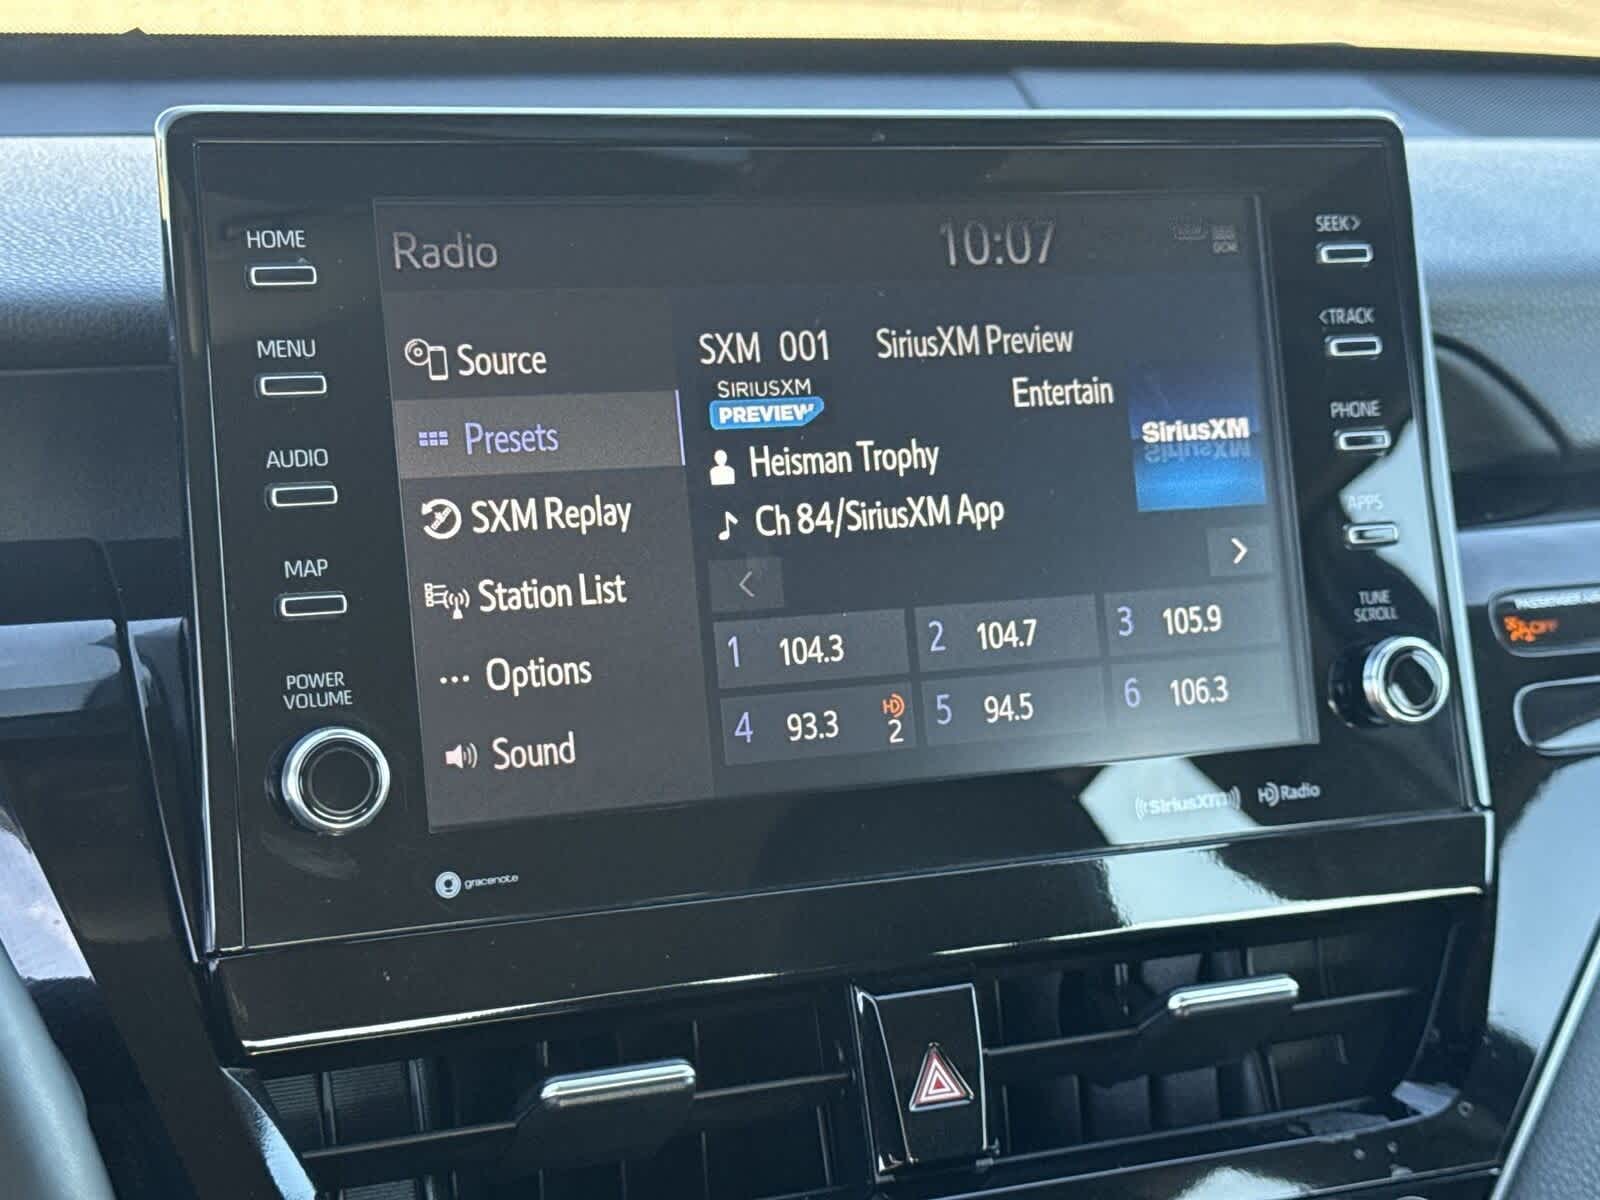 HOME
MENU
AUDIO
MAP
POWER
VOLUME
Radio
10:07
DCM
Source
Presets
SXM Replay
Station List
Options
Sound
SXM 001 SiriusXM Preview
SIRIUSXM
PREVIEW
Entertain
SiriusXM
Heisman Trophy
Ch 84/SiriusXM App
1 104.3
2 104.7
3 105.9
4 93.3 HD 2
5 94.5
6 106.3
SEEK>
<TRACK
PHONE
APPS
TUNE
SCROLL
gracenote
SiriusXM
HD Radio
PASSENGER
OFF